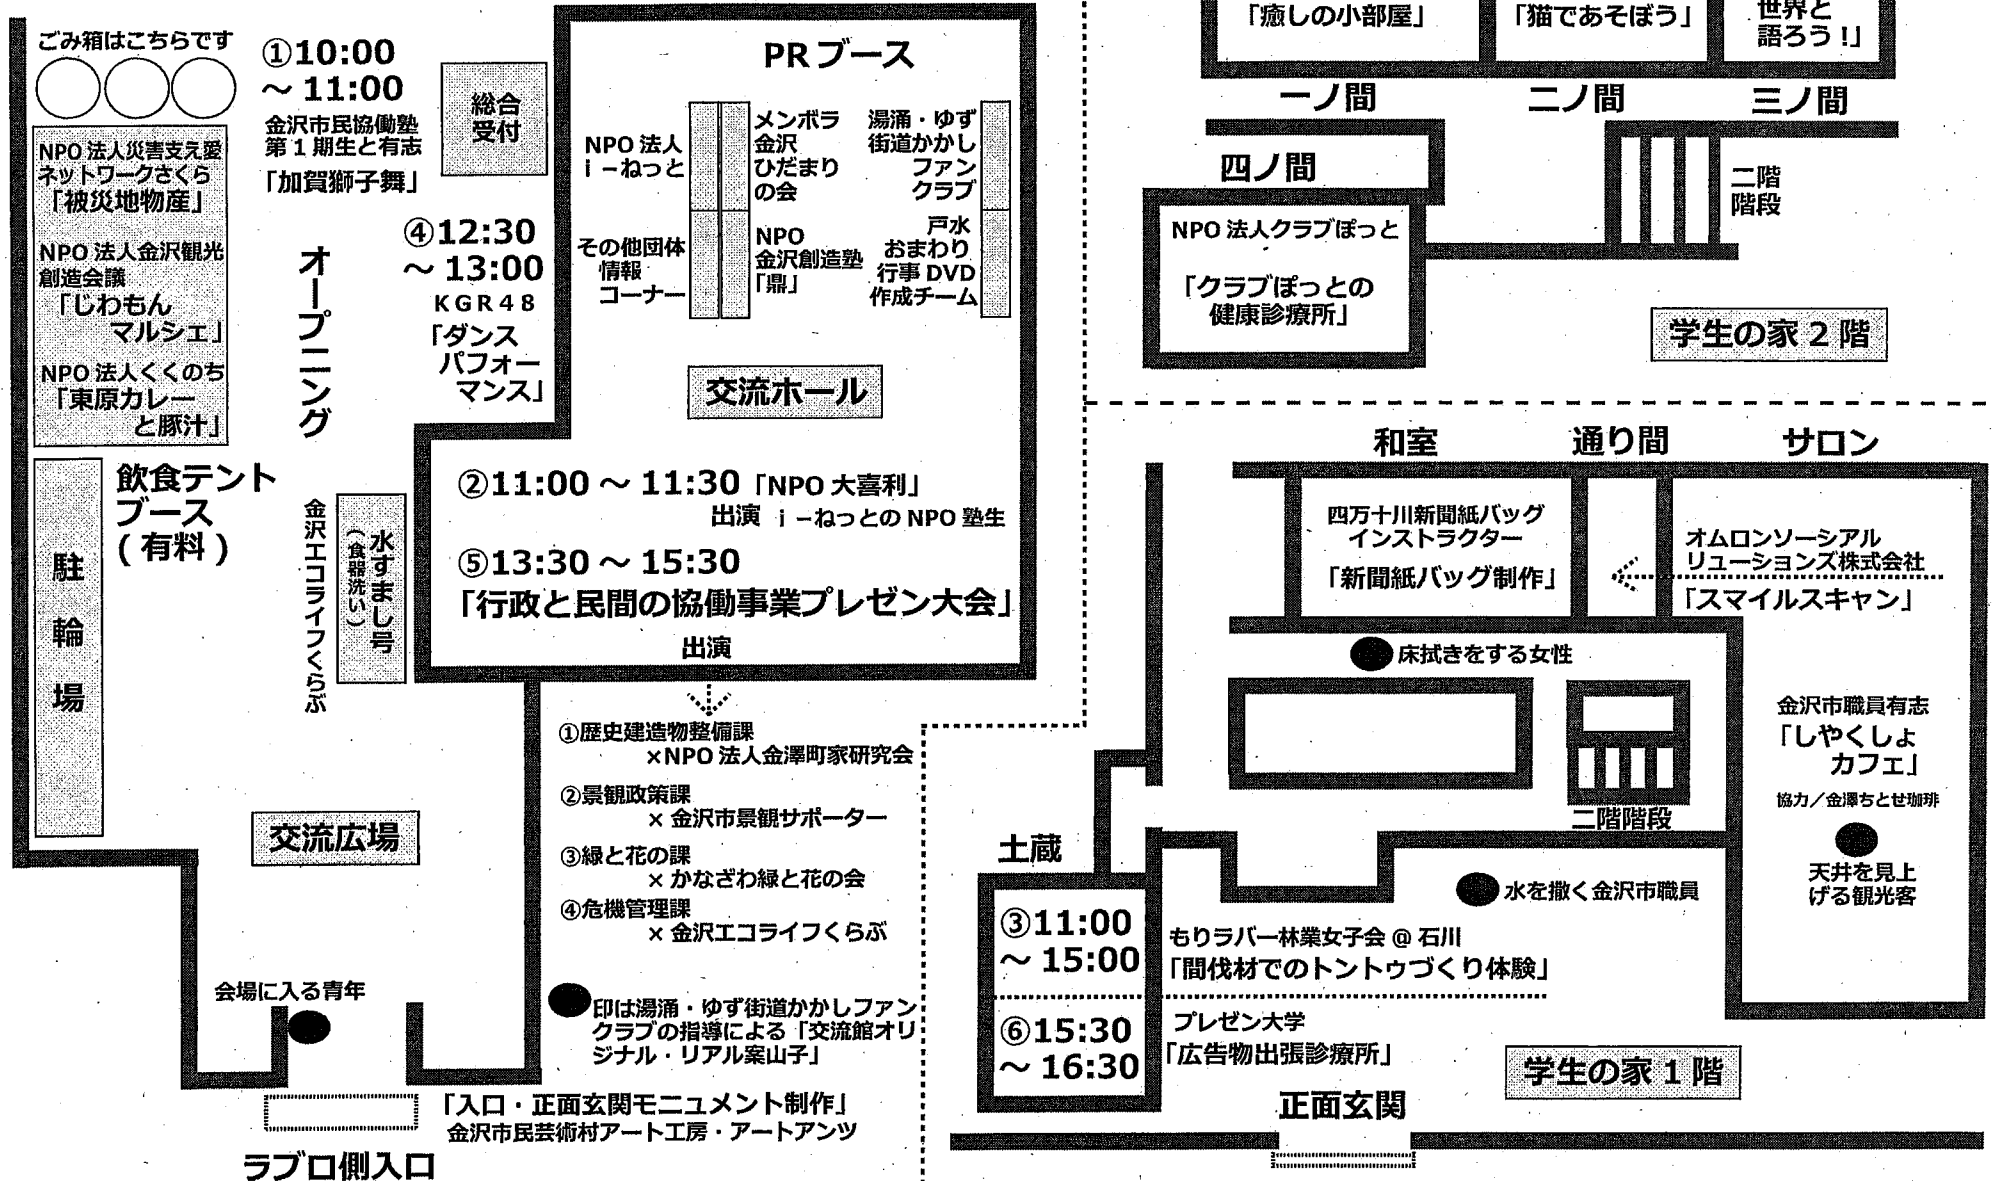 ごみ箱はこちらです
①10:00
～11:00
金沢市民協働塾
第1期生と有志
「加賀獅子舞」
総合
受付
NPO法人災害支え愛
ネットワークさくら
「被災地物産」
NPO法人金沢観光
創造会議
「じわもん
マルシェ」
NPO法人くくのち
「東原カレー
と豚汁」
オープニング
④12:30
～13:00
KGR48
「ダンス
パフォー
マンス」
飲食テント
ブース
(有料)
駐輪場
金沢エコライフくらぶ
水すまし号
(食器洗い)
交流広場
会場に入る青年
ラブロ側入口
「入口・正面玄関モニュメント制作」
金沢市民芸術村アート工房・アートアンツ
PRブース
NPO法人
i－ねっと
メンボラ
金沢
ひだまり
の会
湯涌・ゆず
街道かかし
ファン
クラブ
その他団体
情報
コーナー
NPO
金沢創造塾
「鼎」
戸水
おまわり
行事DVD
作成チーム
交流ホール
②11:00～11:30「NPO大喜利」
出演 i－ねっとのNPO塾生
⑤13:30～15:30
「行政と民間の協働事業プレゼン大会」
出演
①歴史建造物整備課
×NPO法人金澤町家研究会
②景観政策課
×金沢市景観サポーター
③緑と花の課
×かなざわ緑と花の会
④危機管理課
×金沢エコライフくらぶ
印は湯涌・ゆず街道かかしファン
クラブの指導による「交流館オリ
ジナル・リアル案山子」
「癒しの小部屋」
「猫であそぼう」
世界と
語ろう!」
一ノ間
二ノ間
三ノ間
四ノ間
二階
階段
NPO法人クラブぽっと
「クラブぽっとの
健康診療所」
学生の家2階
和室
通り間
サロン
四万十川新聞紙バッグ
インストラクター
「新聞紙バッグ制作」
オムロンソーシアル
リューションズ株式会社
「スマイルスキャン」
床拭きをする女性
金沢市職員有志
「しやくしょ
カフェ」
協力／金澤ちとせ珈琲
二階階段
天井を見上
げる観光客
土蔵
水を撒く金沢市職員
③11:00
～15:00
もりラバー林業女子会@石川
「間伐材でのトントゥづくり体験」
⑥15:30
～16:30
プレゼン大学
「広告物出張診療所」
学生の家1階
正面玄関